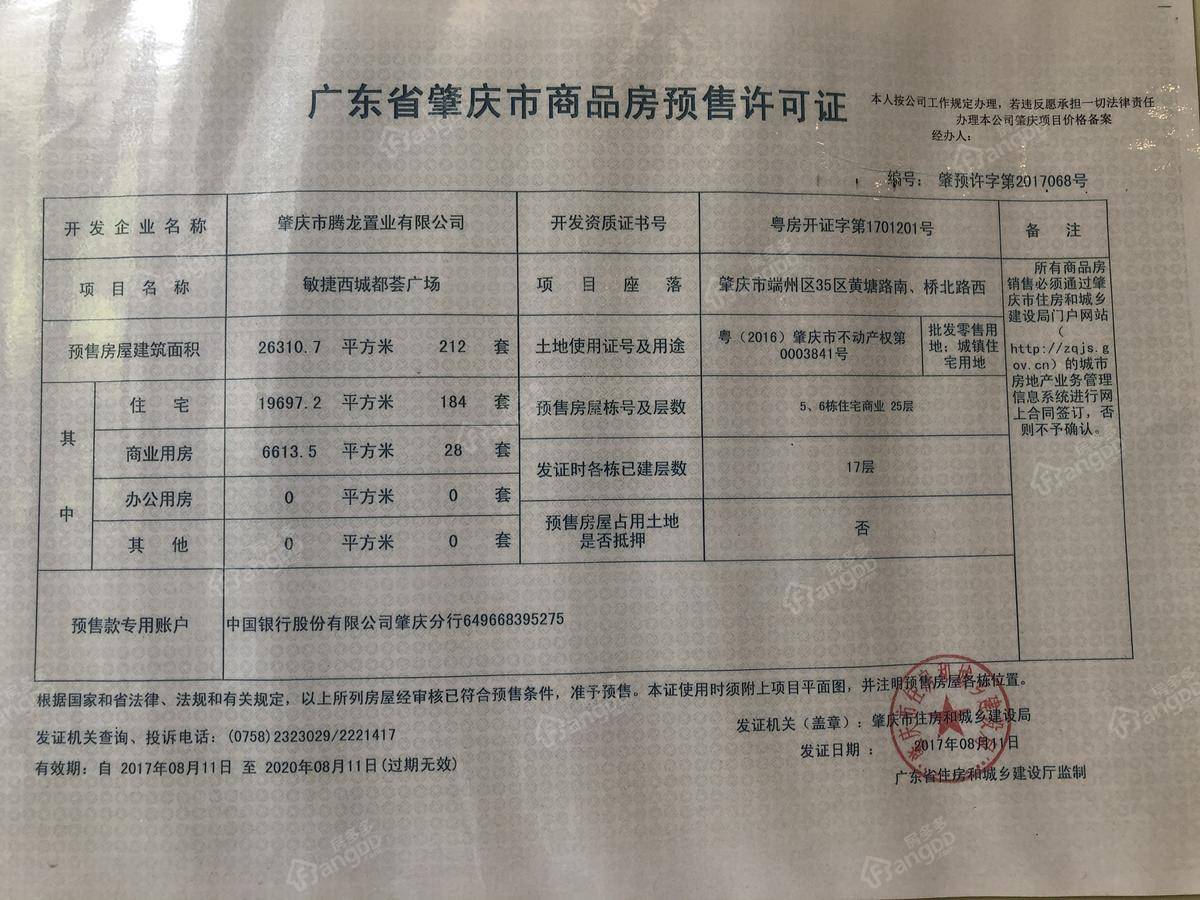 广东省肇庆市商品房预售许可证
本人按公司工作规定办理，若违反愿承担一切法律责任
办理本公司肇庆项目价格备案
经办人：
编号： 肇预许字第2017068号
开发企业名称 肇庆市腾龙置业有限公司 开发资质证书号 粤房开证字第1701201号 备 注
项目名称 敏捷西城都荟广场 项目座落 肇庆市端州区35区黄塘路南、桥北路西
预售房屋建筑面积 26310.7 平方米 212 套 土地使用证号及用途 粤（2016）肇庆市不动产权第
0003841号
批发零售用
地；城镇住
宅用地
其中
住 宅 19697.2 平方米 184 套 预售房屋栋号及层数 5、6栋住宅商业 25层
商业用房 6613.5 平方米 28 套 发证时各栋已建层数 17层
办公用房 0 平方米 0 套 预售房屋占用土地
是否抵押 否
其 他 0 平方米 0 套
所有商品房
销售必须通过肇
庆市住房和城乡
建设局门户网站
（
http://zqjs.g
ov.cn）的城市
房地产业务管理
信息系统进行网
上合同签订，否
则不予确认。
预售款专用账户 中国银行股份有限公司肇庆分行649668395275
根据国家和省法律、法规和有关规定，以上所列房屋经审核已符合预售条件，准予预售。本证使用时须附上项目平面图，并注明预售房屋各栋位置。
发证机关查询、投诉电话：(0758)2323029/2221417
发证机关（盖章）：肇庆市住房和城乡建设局
有效期：自 2017年08月11日 至 2020年08月11日(过期无效)
发证日期 ： 2017年08月11日
广东省住房和城乡建设厅监制
房多多
angDD